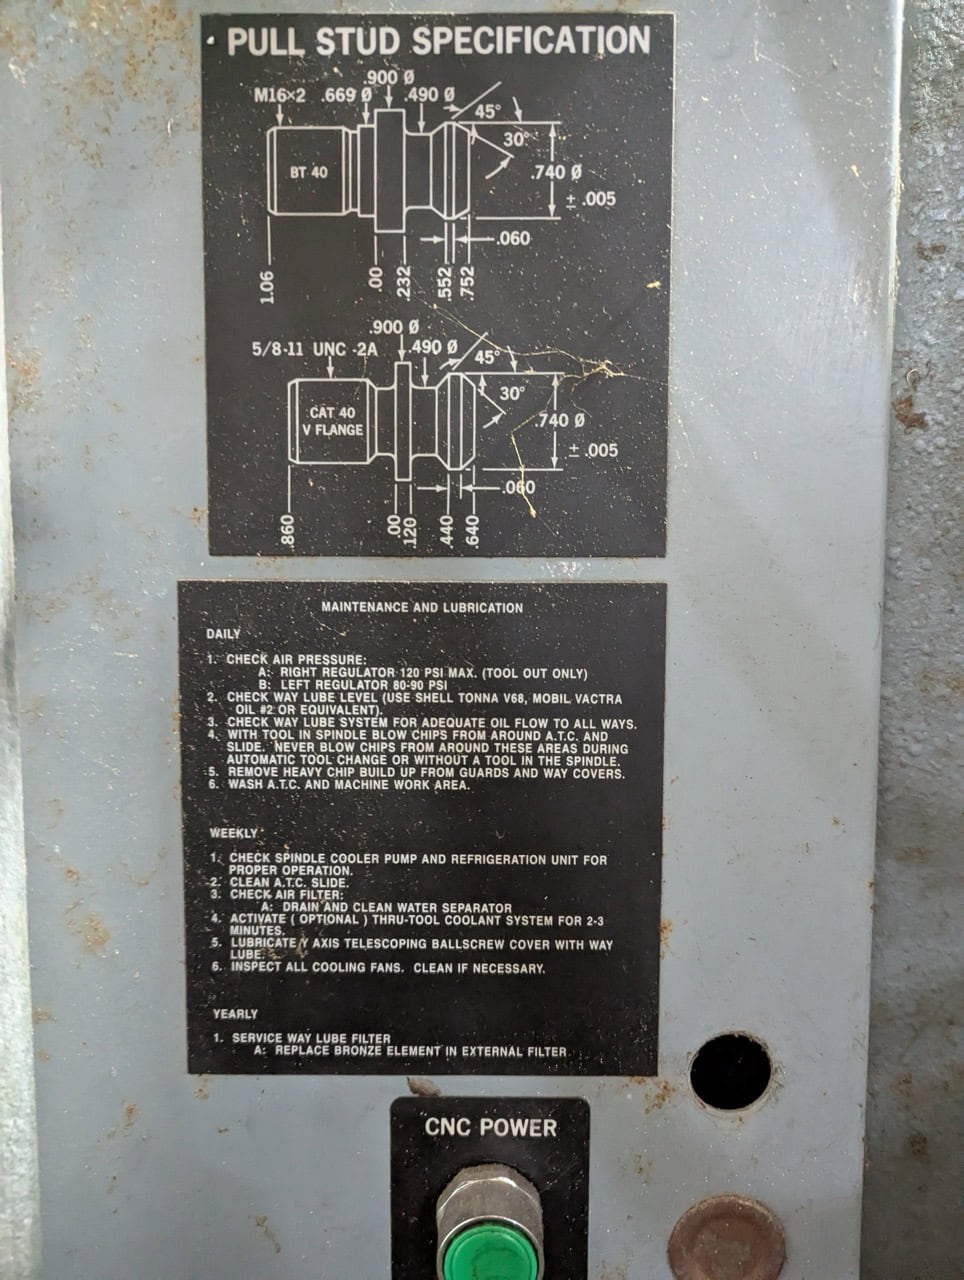 PULL STUD SPECIFICATION
.900 Ø
M16×2 .669 Ø .490 Ø
45°
30°
BT 40
.740 Ø
± .005
.060
1.06 .00 .232 .552 .752
.900 Ø
5/8-11 UNC -2A .490 Ø
45°
30°
CAT 40
V FLANGE
.740 Ø
± .005
.060
.860 .00 .120 .440 .640
MAINTENANCE AND LUBRICATION
DAILY
1. CHECK AIR PRESSURE:
A: RIGHT REGULATOR 120 PSI MAX. (TOOL OUT ONLY)
B: LEFT REGULATOR 80-90 PSI
2. CHECK WAY LUBE LEVEL (USE SHELL TONNA V68, MOBIL VACTRA
OIL #2 OR EQUIVALENT).
3. CHECK WAY LUBE SYSTEM FOR ADEQUATE OIL FLOW TO ALL WAYS.
4. WITH TOOL IN SPINDLE BLOW CHIPS FROM AROUND A.T.C. AND
SLIDE. NEVER BLOW CHIPS FROM AROUND THESE AREAS DURING
AUTOMATIC TOOL CHANGE OR WITHOUT A TOOL IN THE SPINDLE.
5. REMOVE HEAVY CHIP BUILD UP FROM GUARDS AND WAY COVERS.
6. WASH A.T.C. AND MACHINE WORK AREA.
WEEKLY
1. CHECK SPINDLE COOLER PUMP AND REFRIGERATION UNIT FOR
PROPER OPERATION.
2. CLEAN A.T.C. SLIDE.
3. CHECK AIR FILTER:
A: DRAIN AND CLEAN WATER SEPARATOR
4. ACTIVATE ( OPTIONAL ) THRU-TOOL COOLANT SYSTEM FOR 2-3
MINUTES.
5. LUBRICATE Y AXIS TELESCOPING BALLSCREW COVER WITH WAY
LUBE.
6. INSPECT ALL COOLING FANS. CLEAN IF NECESSARY.
YEARLY
1. SERVICE WAY LUBE FILTER
A: REPLACE BRONZE ELEMENT IN EXTERNAL FILTER
CNC POWER